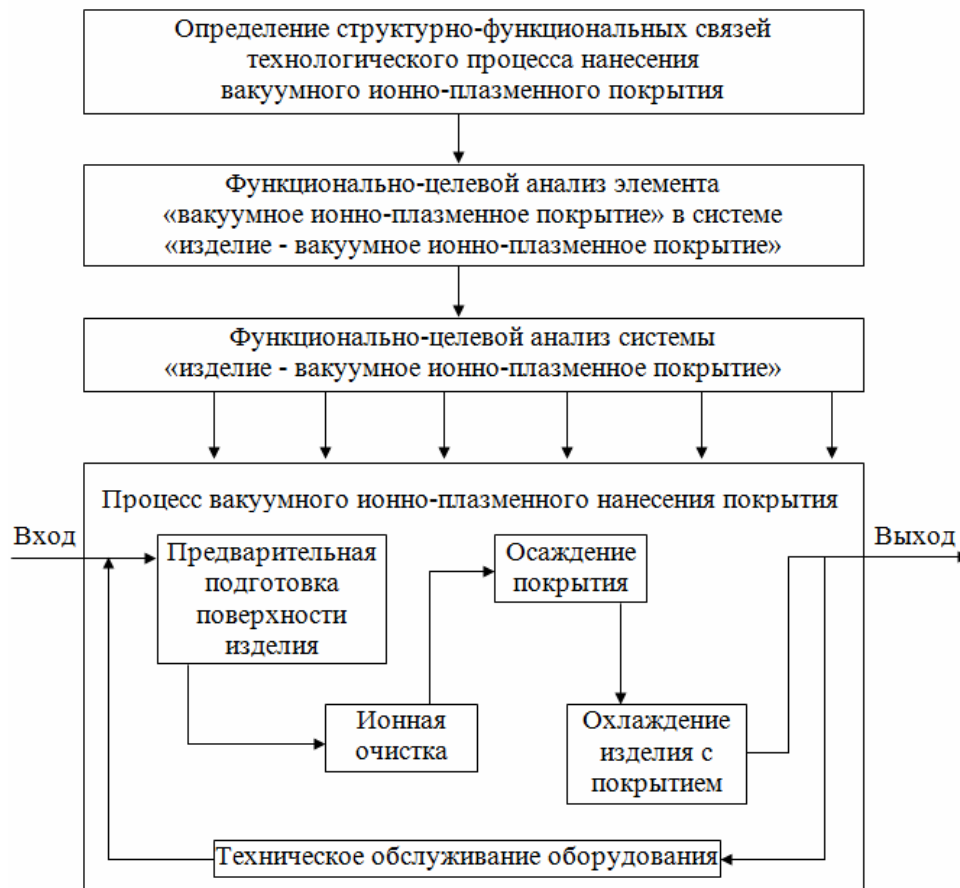 Определение структурно-функциональных связей
технологического процесса нанесения
вакуумного ионно-плазменного покрытия
Функционально-целевой анализ элемента
«вакуумное ионно-плазменное покрытие» в системе
«изделие - вакуумное ионно-плазменное покрытие»
Функционально-целевой анализ системы
«изделие - вакуумное ионно-плазменное покрытие»
Процесс вакуумного ионно-плазменного нанесения покрытия
Вход
Предварительная
подготовка
поверхности
изделия
Ионная
очистка
Осаждение
покрытия
Охлаждение
изделия с
покрытием
Выход
Техническое обслуживание оборудования